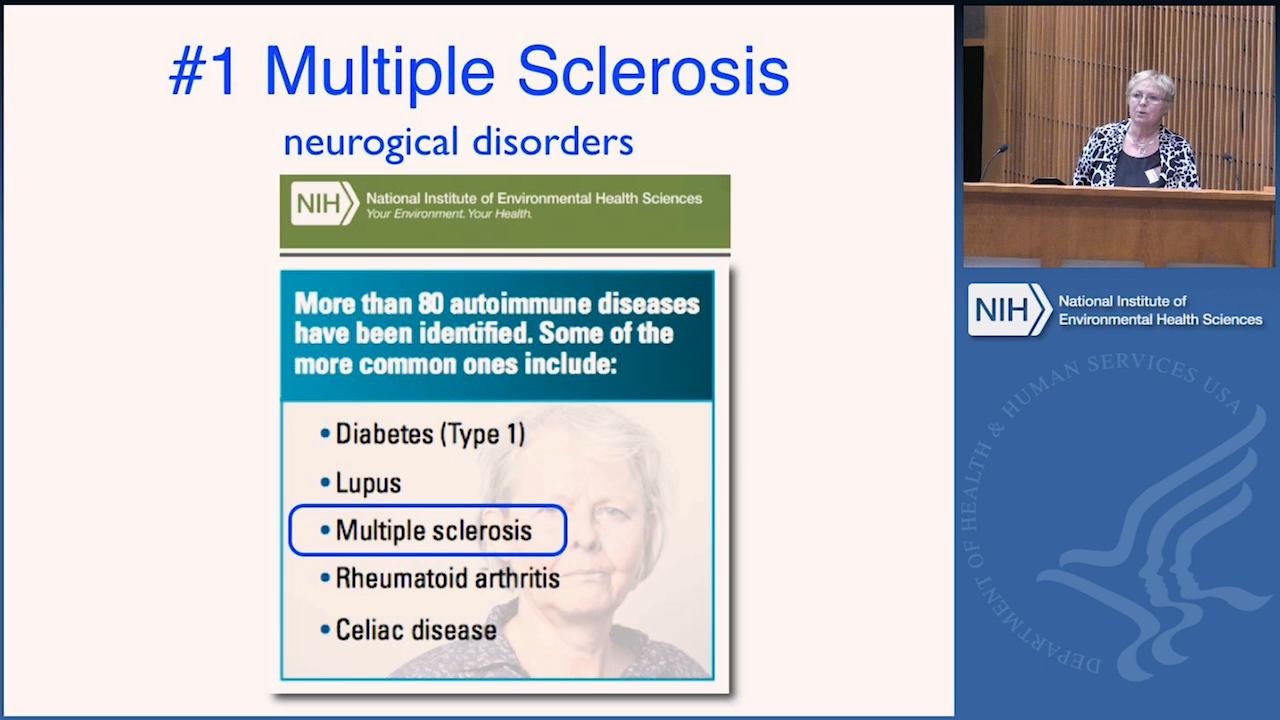 #1 Multiple Sclerosis
neurogical disorders
NIH
National Institute of Environmental Health Sciences
Your Environment. Your Health.
More than 80 autoimmune diseases
have been identified. Some of the
more common ones include:
• Diabetes (Type 1)
• Lupus
• Multiple sclerosis
• Rheumatoid arthritis
• Celiac disease
NIH
National Institute of
Environmental Health Sciences
DEPARTMENT OF HEALTH & HUMAN SERVICES USA